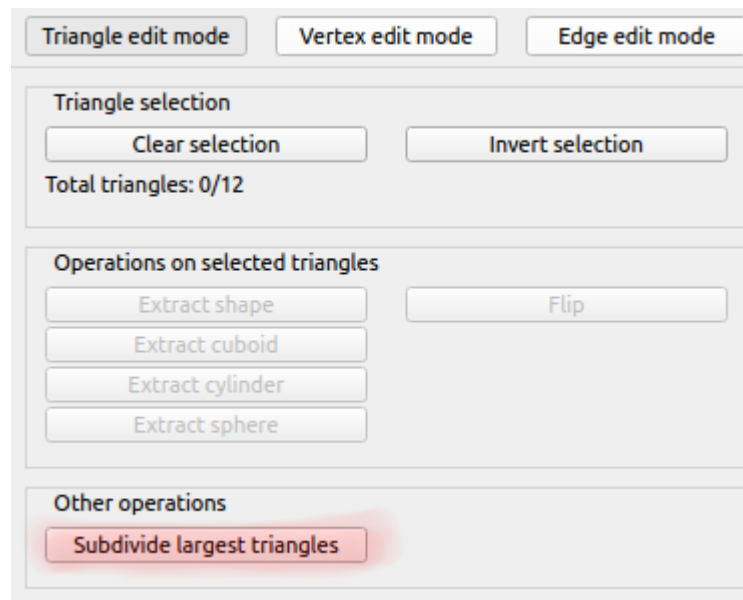 Triangle edit mode Vertex edit mode Edge edit mode
Triangle selection
Clear selection Invert selection
Total triangles: 0/12
Operations on selected triangles
Extract shape Flip
Extract cuboid
Extract cylinder
Extract sphere
Other operations
Subdivide largest triangles